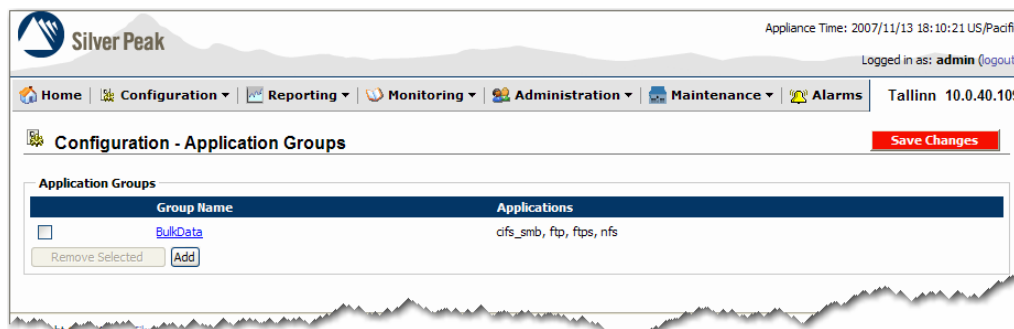 Silver Peak
Appliance Time: 2007/11/13 18:10:21 US/Pacifi
Logged in as: admin (logout
Home | Configuration | Reporting | Monitoring | Administration | Maintenance | Alarms
Tallinn 10.0.40.109
Configuration - Application Groups
Save Changes
Application Groups
Group Name Applications
BulkData cifs_smb, ftp, ftps, nfs
Remove Selected Add